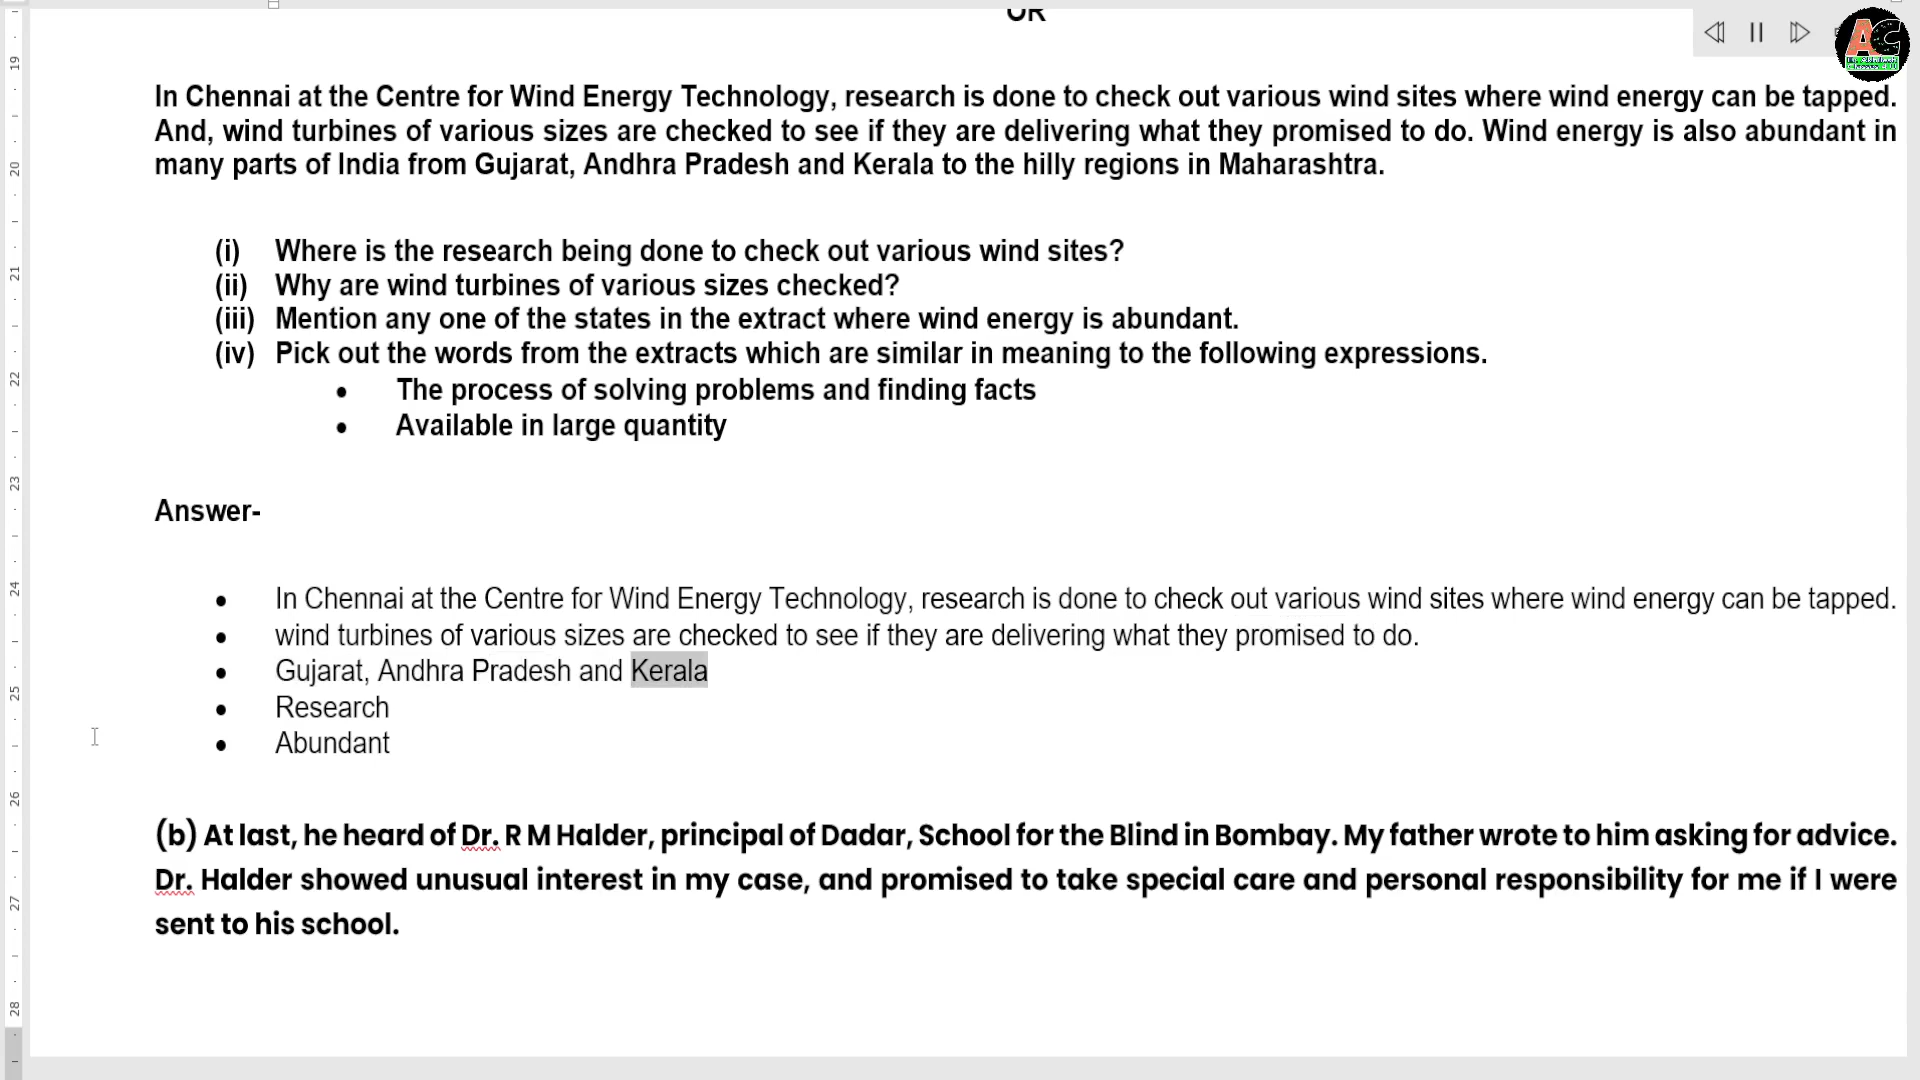 OR
In Chennai at the Centre for Wind Energy Technology, research is done to check out various wind sites where wind energy can be tapped.
And, wind turbines of various sizes are checked to see if they are delivering what they promised to do. Wind energy is also abundant in
many parts of India from Gujarat, Andhra Pradesh and Kerala to the hilly regions in Maharashtra.
(i) Where is the research being done to check out various wind sites?
(ii) Why are wind turbines of various sizes checked?
(iii) Mention any one of the states in the extract where wind energy is abundant.
(iv) Pick out the words from the extracts which are similar in meaning to the following expressions.
• The process of solving problems and finding facts
• Available in large quantity
Answer-
• In Chennai at the Centre for Wind Energy Technology, research is done to check out various wind sites where wind energy can be tapped.
• wind turbines of various sizes are checked to see if they are delivering what they promised to do.
• Gujarat, Andhra Pradesh and Kerala
• Research
• Abundant
(b) At last, he heard of Dr. R M Halder, principal of Dadar, School for the Blind in Bombay. My father wrote to him asking for advice.
Dr. Halder showed unusual interest in my case, and promised to take special care and personal responsibility for me if I were
sent to his school.
19
20
21
22
23
24
25
26
27
28
AC